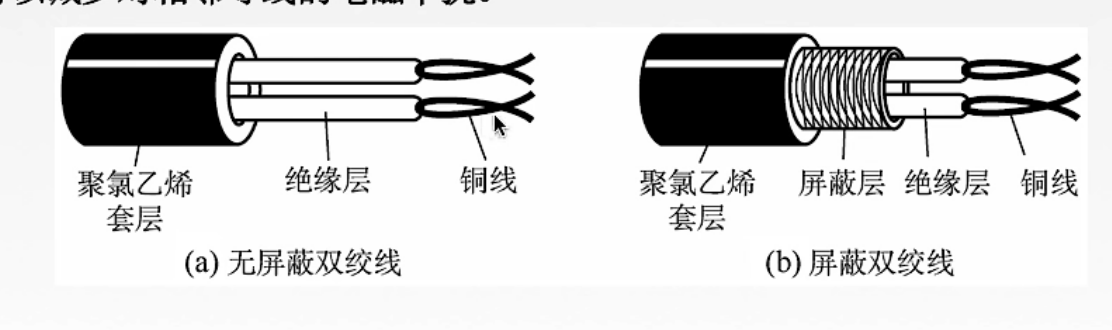 聚氯乙烯
套层
绝缘层
铜线
(a) 无屏蔽双绞线
聚氯乙烯
套层
屏蔽层
绝缘层
铜线
(b) 屏蔽双绞线